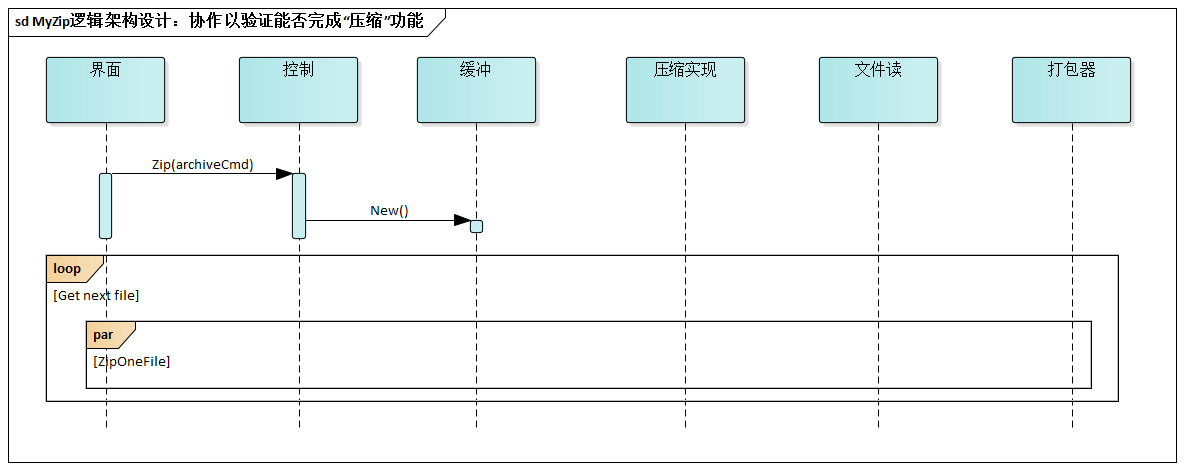 sd MyZip逻辑架构设计：协作以验证能否完成“压缩”功能
界面
控制
缓冲
压缩实现
文件读
打包器
Zip(archiveCmd)
New()
loop
[Get next file]
par
[ZipOneFile]